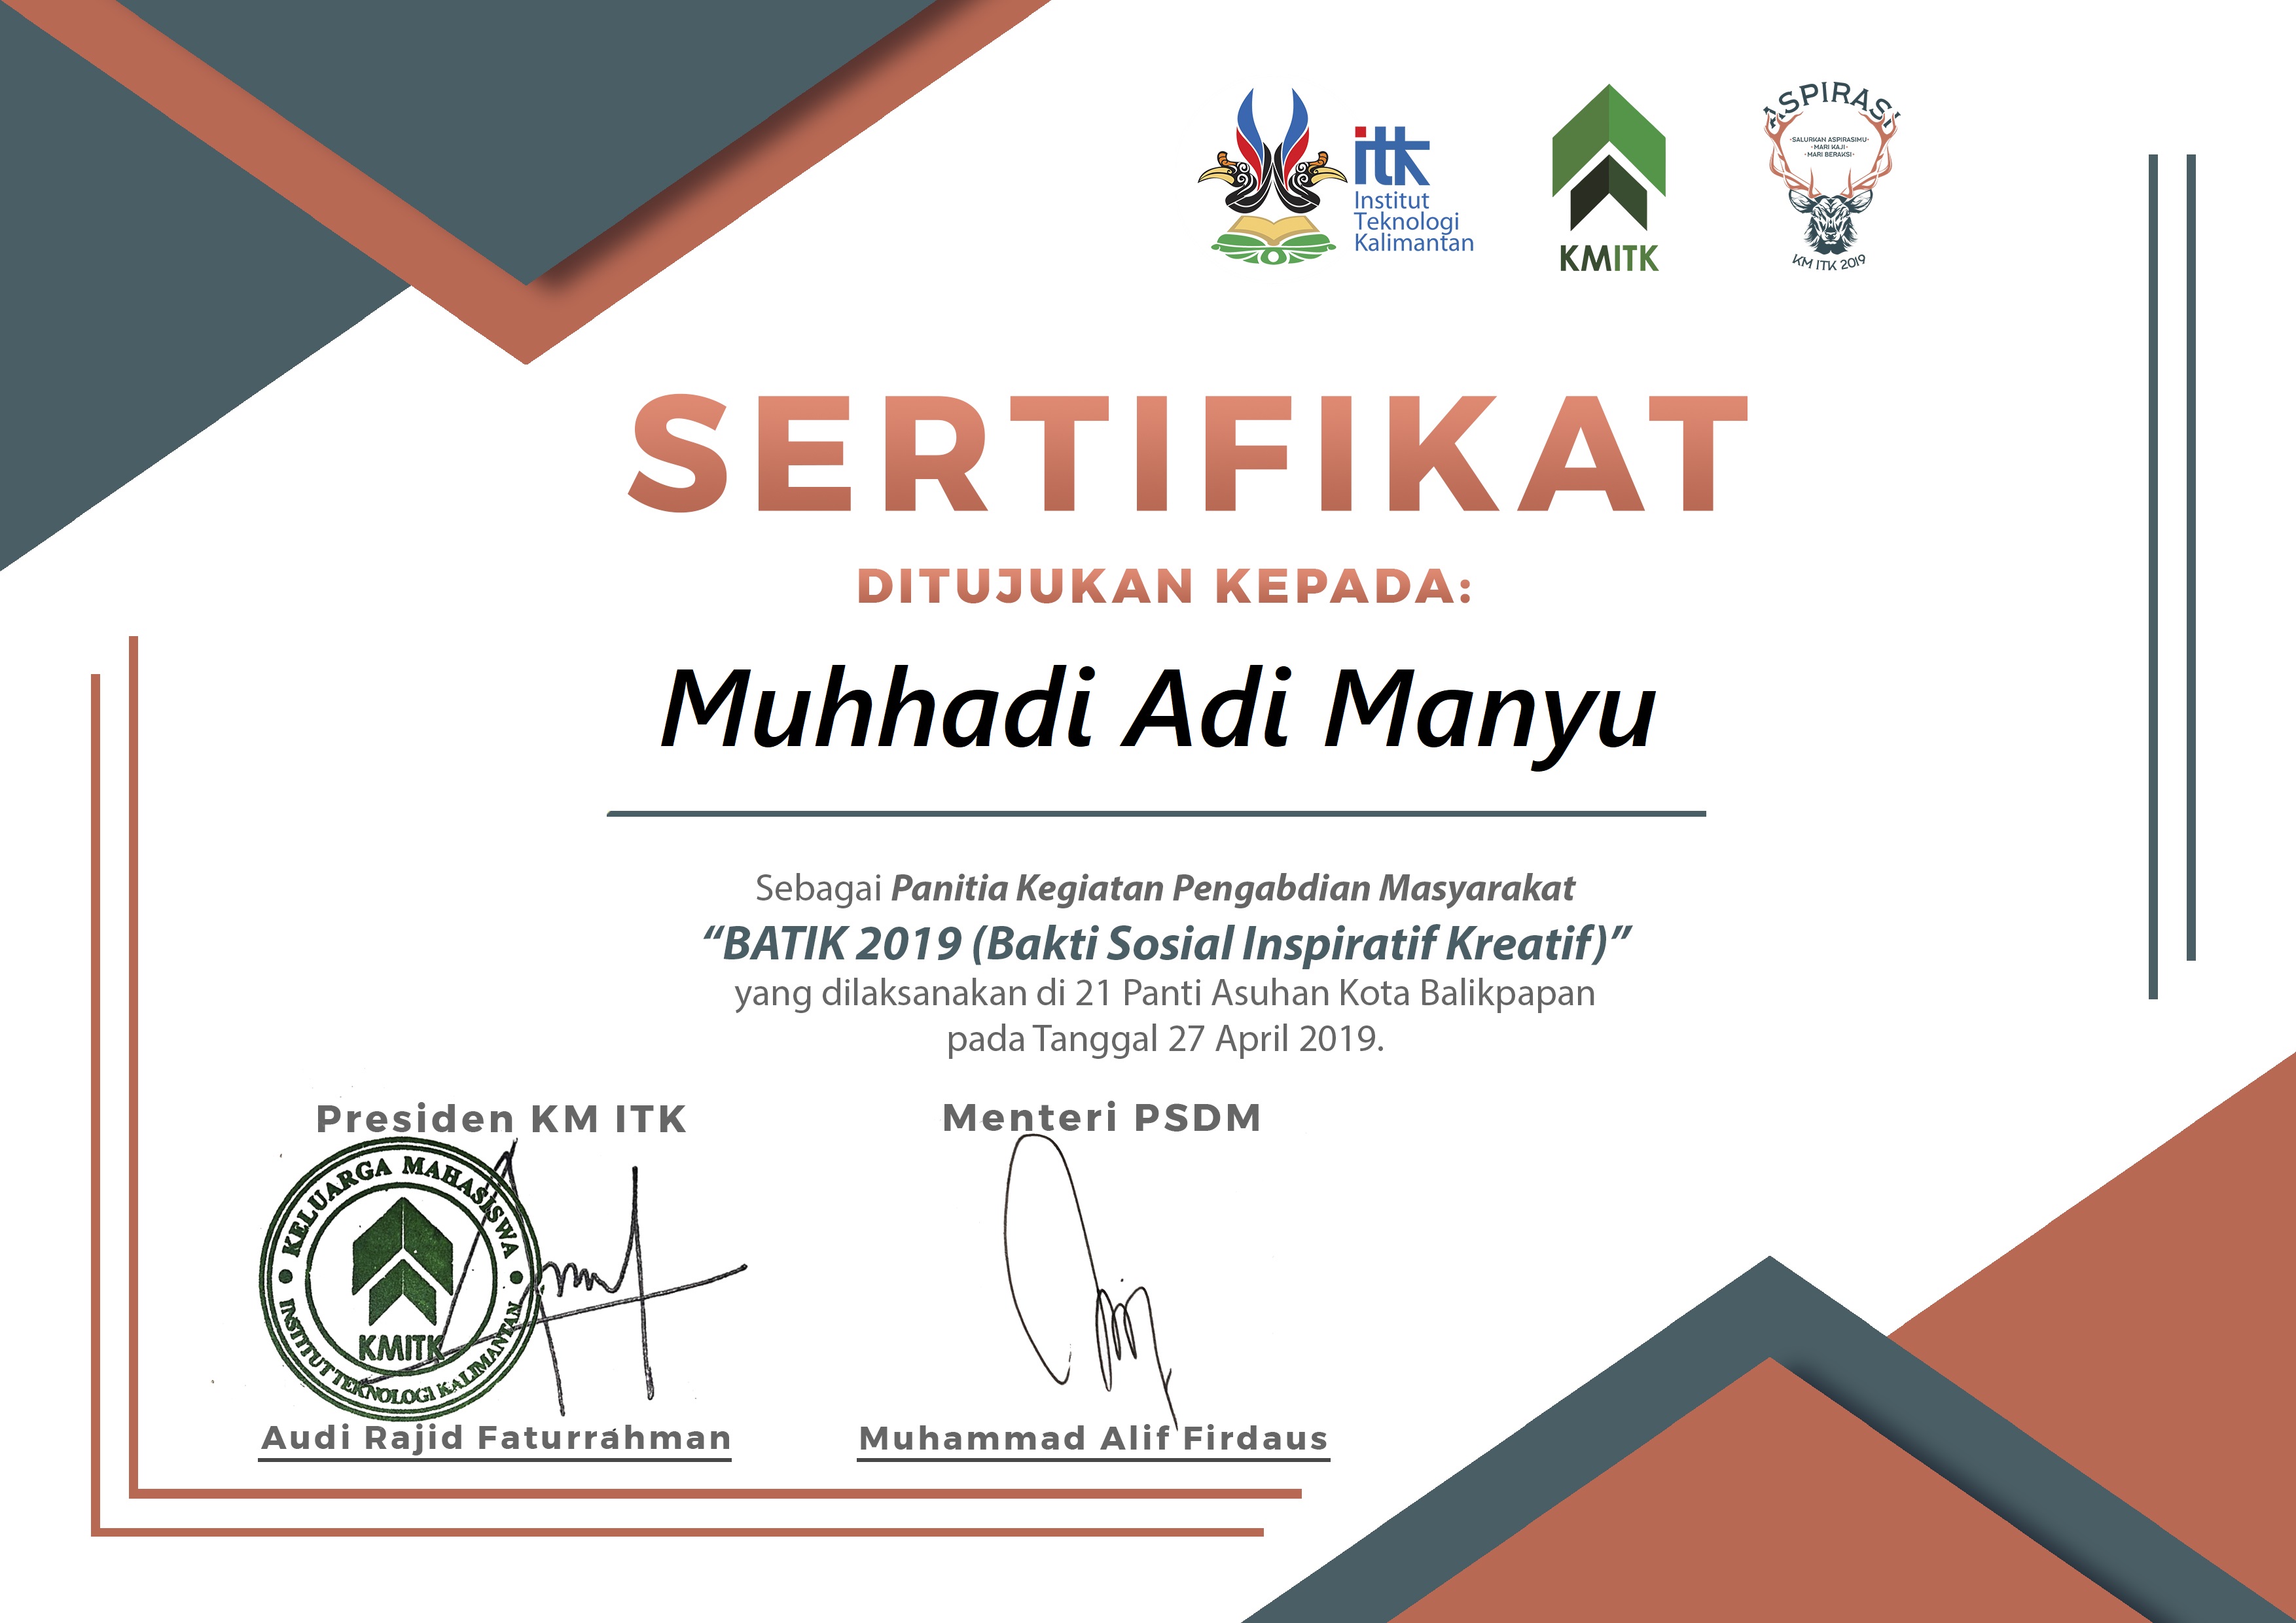 itk
Institut
Teknologi
Kalimantan
KMITK
ASPIRASI
•SALURKAN ASPIRASIMU•
•MARI KAJI•
•MARI BERAKSI•
KM ITK 2019
SERTIFIKAT
DITUJUKAN KEPADA:
Muhhadi Adi Manyu
Sebagai Panitia Kegiatan Pengabdian Masyarakat
“BATIK 2019 (Bakti Sosial Inspiratif Kreatif)”
yang dilaksanakan di 21 Panti Asuhan Kota Balikpapan
pada Tanggal 27 April 2019.
Presiden KM ITK
KELUARGA MAHASISWA
KMITK
INSTITUT TEKNOLOGI KALIMANTAN
Audi Rajid Faturrahman
Menteri PSDM
Muhammad Alif Firdaus